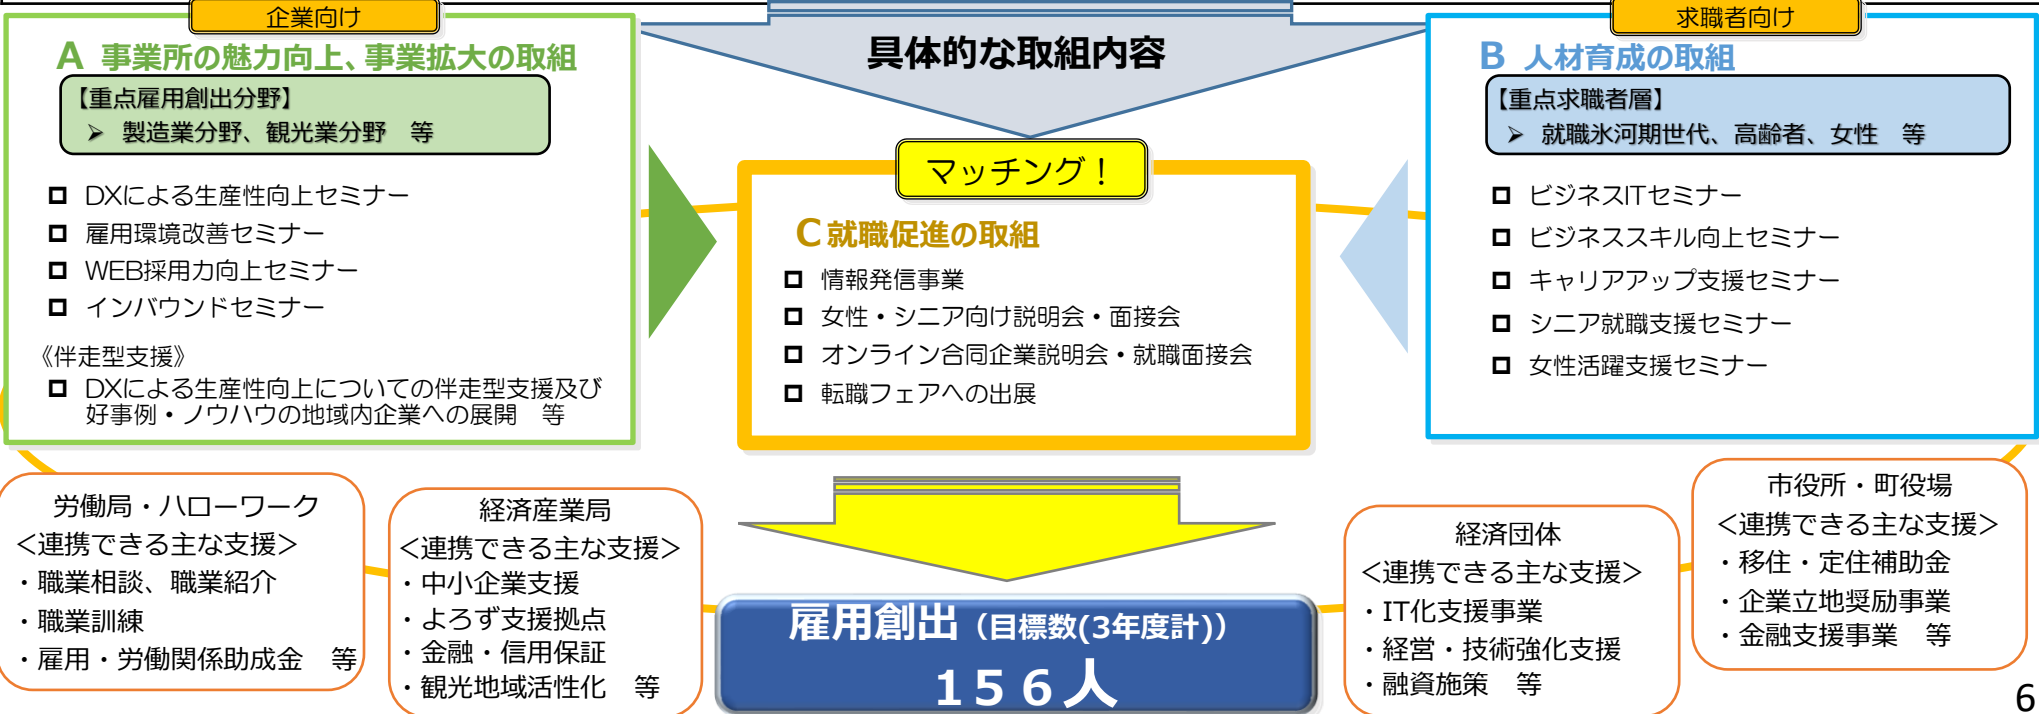 企業向け
A 事業所の魅力向上、事業拡大の取組
【重点雇用創出分野】
➢ 製造業分野、観光業分野 等
DXによる生産性向上セミナー
雇用環境改善セミナー
WEB採用力向上セミナー
インバウンドセミナー
《伴走型支援》
DXによる生産性向上についての伴走型支援及び
好事例・ノウハウの地域内企業への展開 等
具体的な取組内容
マッチング！
C 就職促進の取組
情報発信事業
女性・シニア向け説明会・面接会
オンライン合同企業説明会・就職面接会
転職フェアへの出展
求職者向け
B 人材育成の取組
【重点求職者層】
➢ 就職氷河期世代、高齢者、女性 等
ビジネスITセミナー
ビジネススキル向上セミナー
キャリアアップ支援セミナー
シニア就職支援セミナー
女性活躍支援セミナー
労働局・ハローワーク
＜連携できる主な支援＞
・職業相談、職業紹介
・職業訓練
・雇用・労働関係助成金 等
経済産業局
＜連携できる主な支援＞
・中小企業支援
・よろず支援拠点
・金融・信用保証
・観光地域活性化 等
雇用創出（目標数(3年度計)）
１５６人
経済団体
＜連携できる主な支援＞
・IT化支援事業
・経営・技術強化支援
・融資施策 等
市役所・町役場
＜連携できる主な支援＞
・移住・定住補助金
・企業立地奨励事業
・金融支援事業 等
6